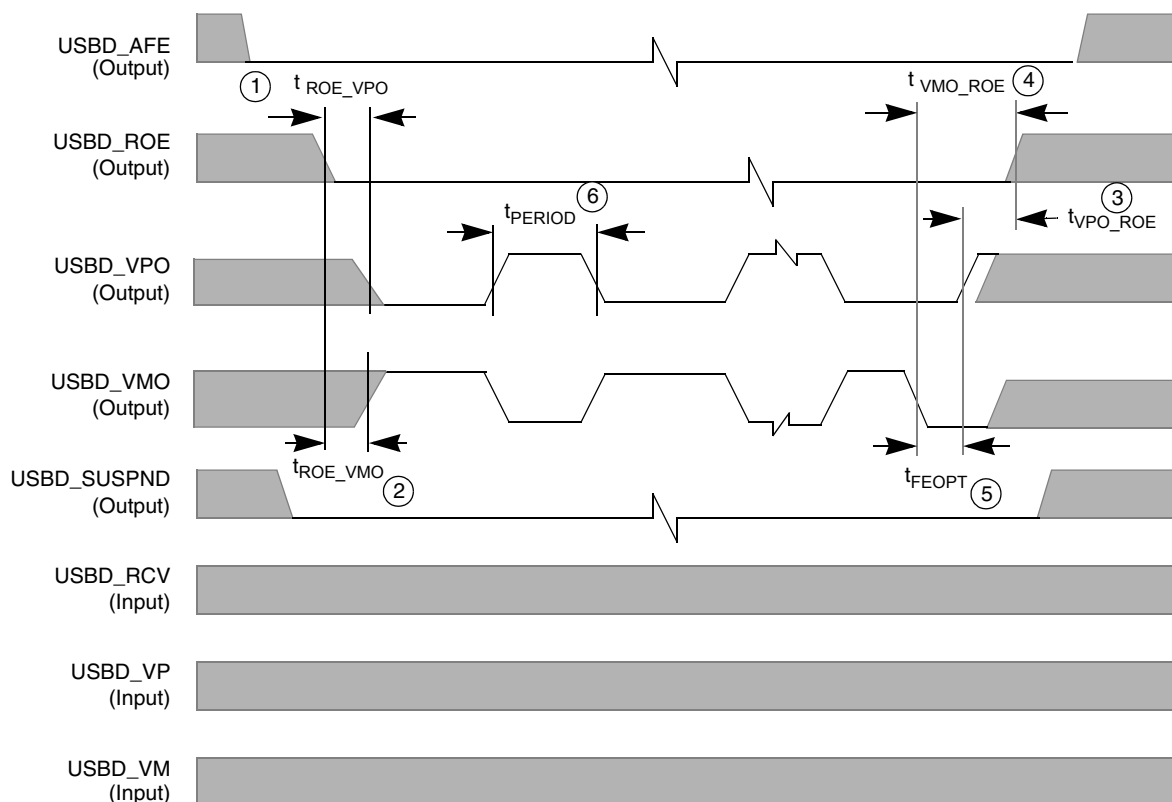 USBD_AFE
(Output)
1
t ROE_VPO
t VMO_ROE
4
USBD_ROE
(Output)
6
tPERIOD
3
tVPO_ROE
USBD_VPO
(Output)
USBD_VMO
(Output)
tROE_VMO
2
tFEOPT
5
USBD_SUSPND
(Output)
USBD_RCV
(Input)
USBD_VP
(Input)
USBD_VM
(Input)